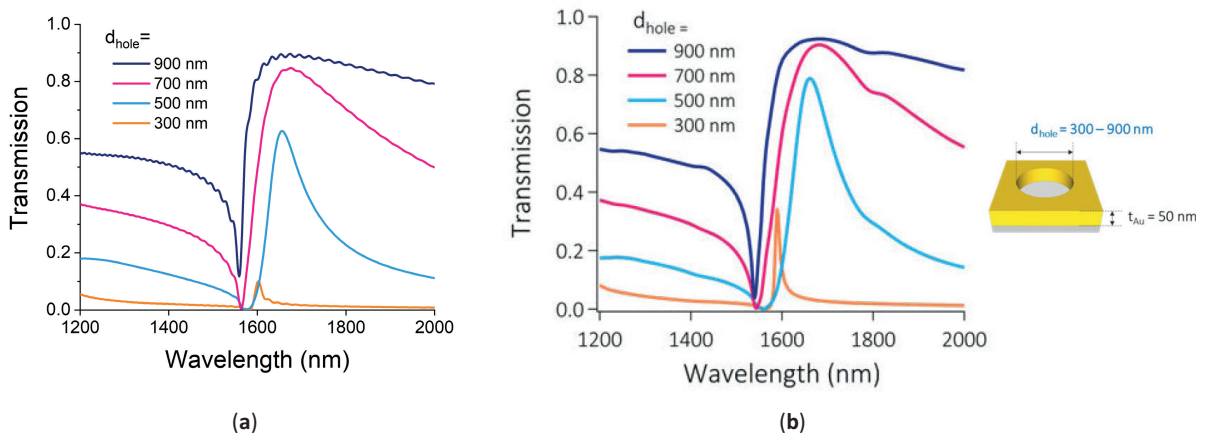 d_hole=
900 nm
700 nm
500 nm
300 nm
Transmission
1.0
0.8
0.6
0.4
0.2
0.0
1200 1400 1600 1800 2000
Wavelength (nm)
(a)
d_hole =
900 nm
700 nm
500 nm
300 nm
Transmission
1.0
0.8
0.6
0.4
0.2
0.0
1200 1400 1600 1800 2000
Wavelength (nm)
(b)
d_hole = 300 – 900 nm
t_Au = 50 nm